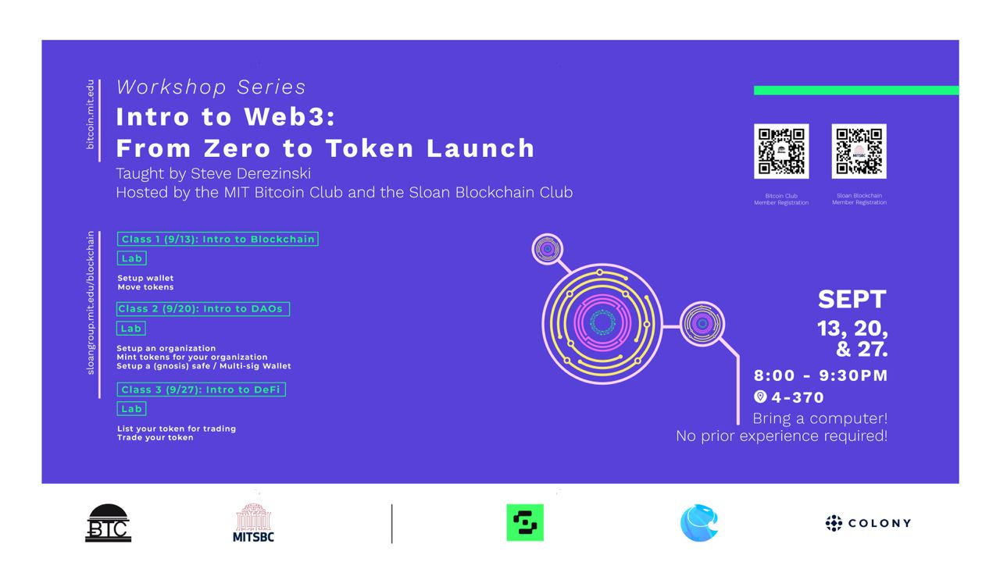 bitcoin.mit.edu
Workshop Series
Intro to Web3:
From Zero to Token Launch
Taught by Steve Derezinski
Hosted by the MIT Bitcoin Club and the Sloan Blockchain Club
Bitcoin Club
Member Registration
MITSBC
Sloan Blockchain
Member Registration
sloangroup.mit.edu/blockchain
Class 1 (9/13): Intro to Blockchain
Lab
Setup wallet
Move tokens
Class 2 (9/20): Intro to DAOs
Lab
Setup an organization
Mint tokens for your organization
Setup a (gnosis) safe / Multi-sig Wallet
Class 3 (9/27): Intro to DeFi
Lab
List your token for trading
Trade your token
SEPT
13, 20,
& 27.
8:00 - 9:30PM
4-370
Bring a computer!
No prior experience required!
BTC
MITSBC
COLONY